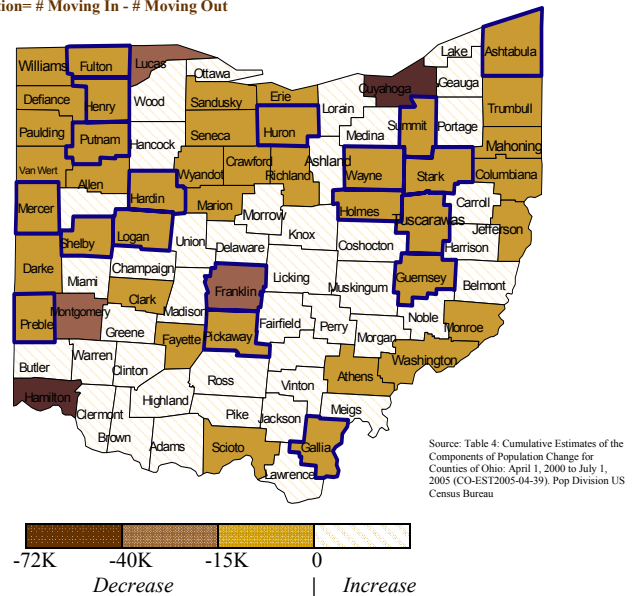 tion= # Moving In - # Moving Out
Williams
Fulton
Lucas
Ottawa
Lake
Ashtabula
Geauga
Cuyahoga
Defiance
Henry
Wood
Sandusky
Erie
Lorain
Trumbull
Paulding
Putnam
Hancock
Seneca
Huron
Medina
Summit
Portage
Mahoning
Van Wert
Allen
Wyandot
Crawford
Richland
Ashland
Wayne
Stark
Columbiana
Mercer
Hardin
Marion
Morrow
Holmes
Carroll
Tuscarawas
Jefferson
Shelby
Logan
Union
Delaware
Knox
Coshocton
Harrison
Darke
Miami
Champaign
Franklin
Licking
Muskingum
Guernsey
Belmont
Clark
Madison
Preble
Montgomery
Greene
Fayette
Pickaway
Fairfield
Perry
Morgan
Noble
Monroe
Butler
Warren
Clinton
Ross
Vinton
Athens
Washington
Hamilton
Clermont
Highland
Pike
Jackson
Meigs
Brown
Adams
Scioto
Gallia
Lawrence
Source: Table 4: Cumulative Estimates of the
Components of Population Change for
Counties of Ohio: April 1, 2000 to July 1,
2005 (CO-EST2005-04-39). Pop Division US
Census Bureau
-72K -40K -15K 0
Decrease | Increase